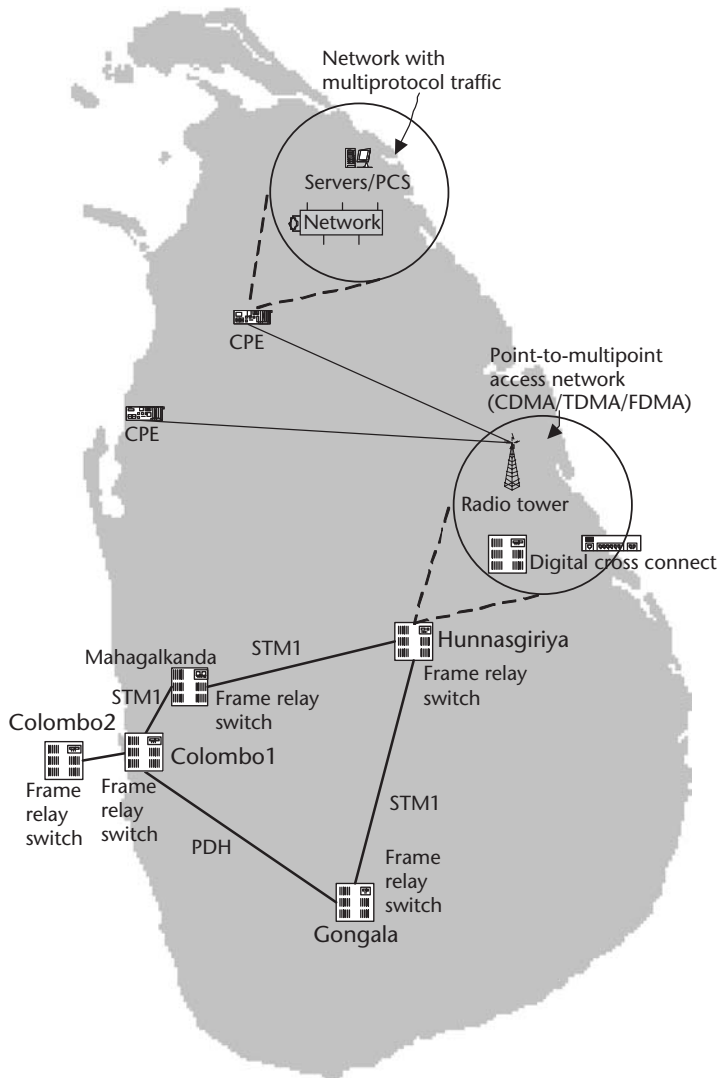 Network with
multiprotocol traffic
Servers/PCS
Network
CPE
Point-to-multipoint
access network
(CDMA/TDMA/FDMA)
CPE
Radio tower
Digital cross connect
STM1
Hunnasgiriya
Mahagalkanda
Frame relay
switch
STM1
Frame relay
switch
Colombo2
Colombo1
Frame
relay
switch
Frame
relay
switch
STM1
PDH
Frame
relay
switch
Gongala